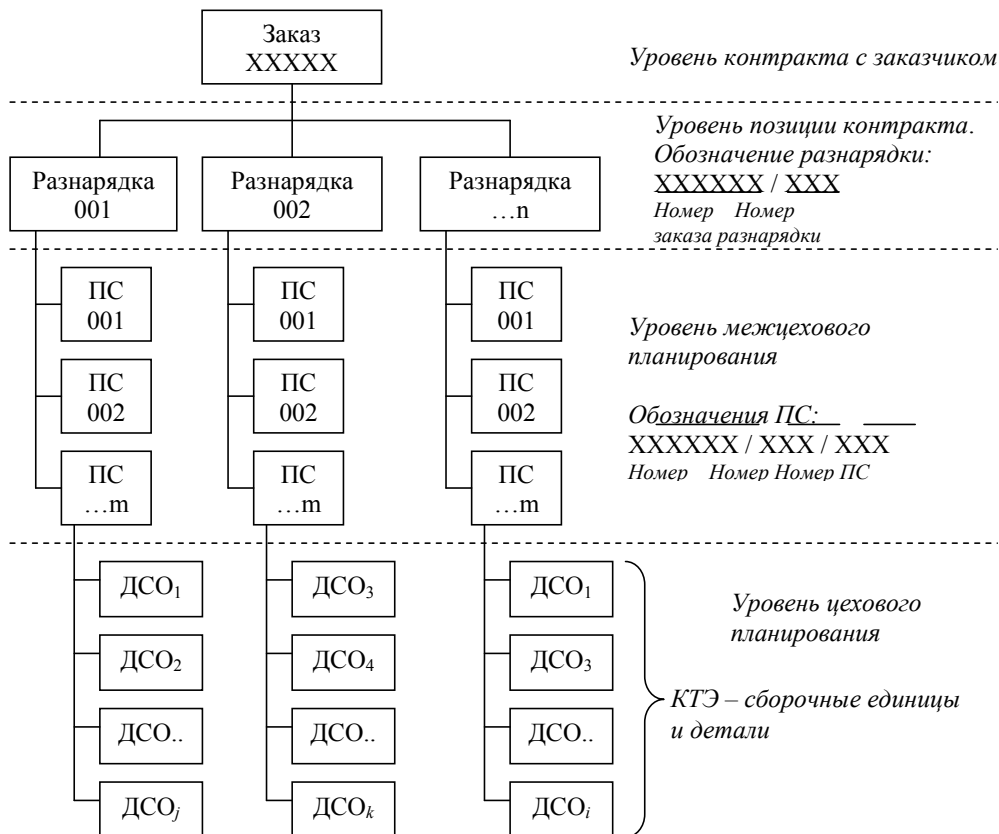 Заказ
XXXXX
Уровень контракта с заказчиком
Уровень позиции контракта.
Обозначение разнарядки:
XXXXXX / XXX
Номер Номер
заказа разнарядки
Разнарядка
001
Разнарядка
002
Разнарядка
…n
ПС
001
ПС
001
ПС
001
ПС
002
ПС
002
ПС
002
ПС
…m
ПС
…m
ПС
…m
Уровень межцехового
планирования
Обозначения ПС:
XXXXXX / XXX / XXX
Номер Номер Номер ПС
ДСО1
ДСО3
ДСО1
ДСО2
ДСО4
ДСО3
ДСО..
ДСО..
ДСО..
ДСОj
ДСОk
ДСОi
Уровень цехового
планирования
КТЭ – сборочные единицы
и детали